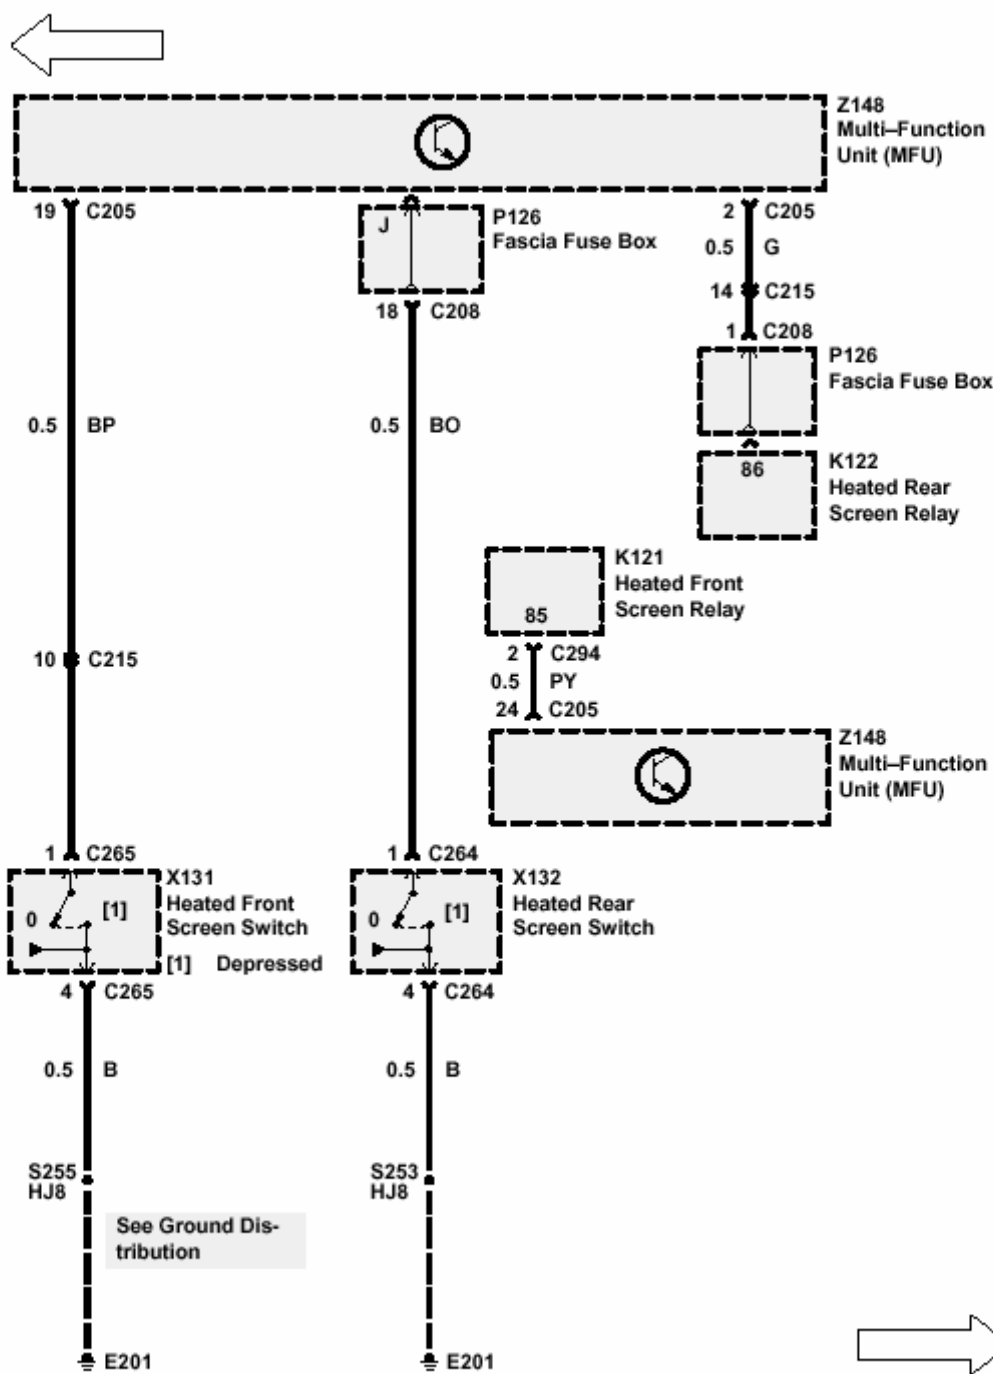 Z148
Multi–Function
Unit (MFU)
19 C205
J
P126
Fascia Fuse Box
2 C205
0.5 G
14 C215
18 C208
1 C208
P126
Fascia Fuse Box
0.5 BP
0.5 BO
86
K122
Heated Rear
Screen Relay
K121
Heated Front
Screen Relay
85
2 C294
0.5 PY
24 C205
10 C215
Z148
Multi–Function
Unit (MFU)
1 C265
1 C264
X131
Heated Front
Screen Switch
0 [1]
[1] Depressed
X132
Heated Rear
Screen Switch
0 [1]
4 C265
4 C264
0.5 B
0.5 B
S255
HJ8
S253
HJ8
See Ground Dis-
tribution
E201
E201